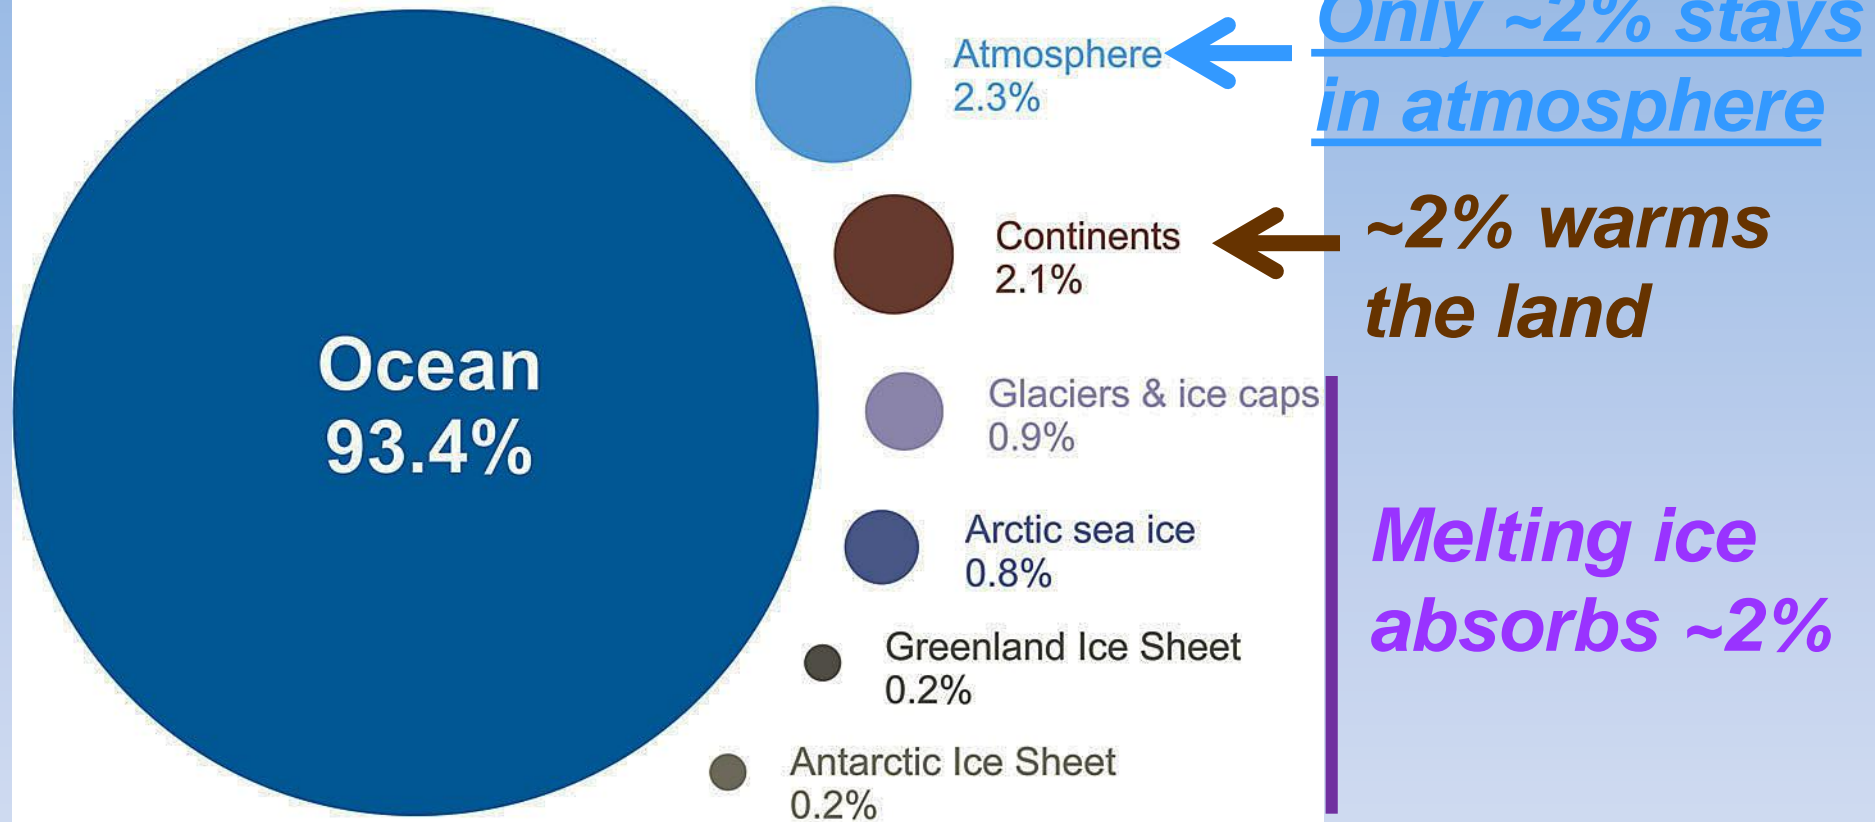 Ocean
93.4%
Atmosphere
2.3%
Only ~2% stays
in atmosphere
Continents
2.1%
~2% warms
the land
Glaciers & ice caps
0.9%
Arctic sea ice
0.8%
Melting ice
absorbs ~2%
Greenland Ice Sheet
0.2%
Antarctic Ice Sheet
0.2%